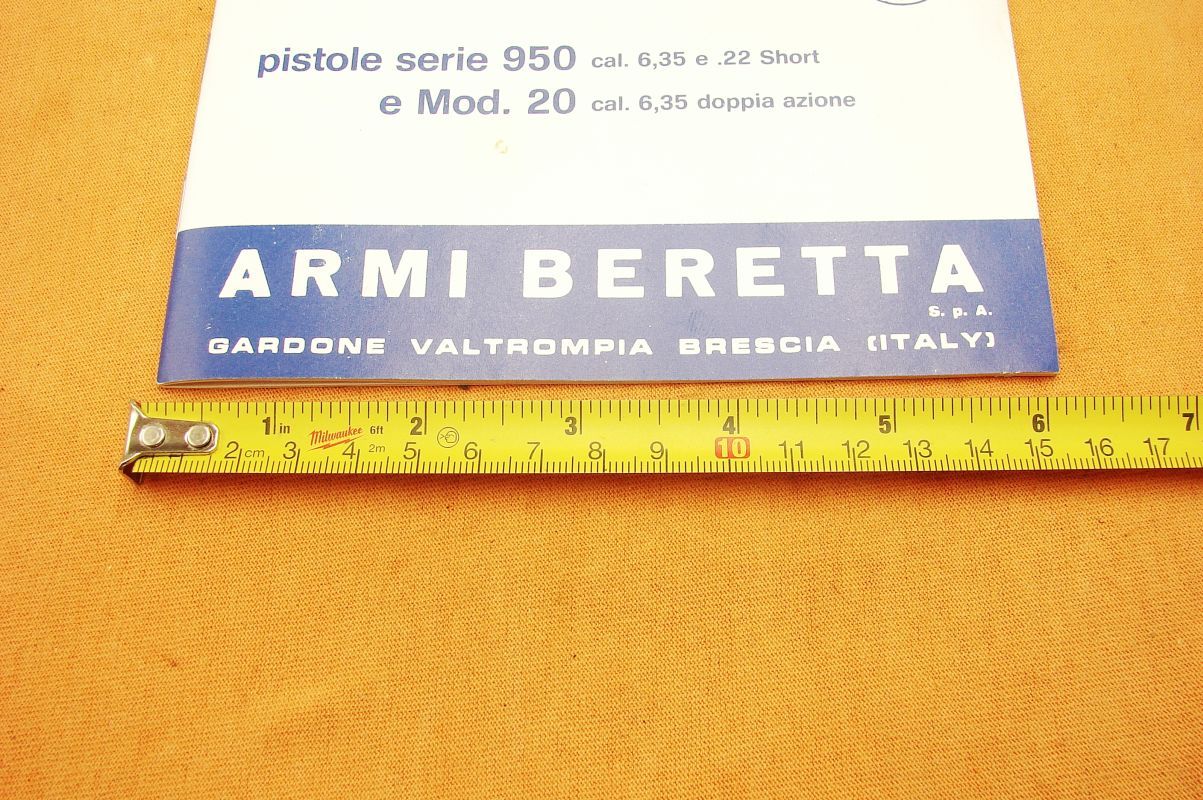 pistole serie 950 cal. 6,35 e .22 Short
e Mod. 20 cal. 6,35 doppia azione
ARMI BERETTA
S. p. A.
GARDONE VALTROMPIA BRESCIA (ITALY)
1 in Milwaukee 6ft 2 3 4 5 6 7
2 cm 3 4 2m 5 6 7 8 9 10 11 12 13 14 15 16 17